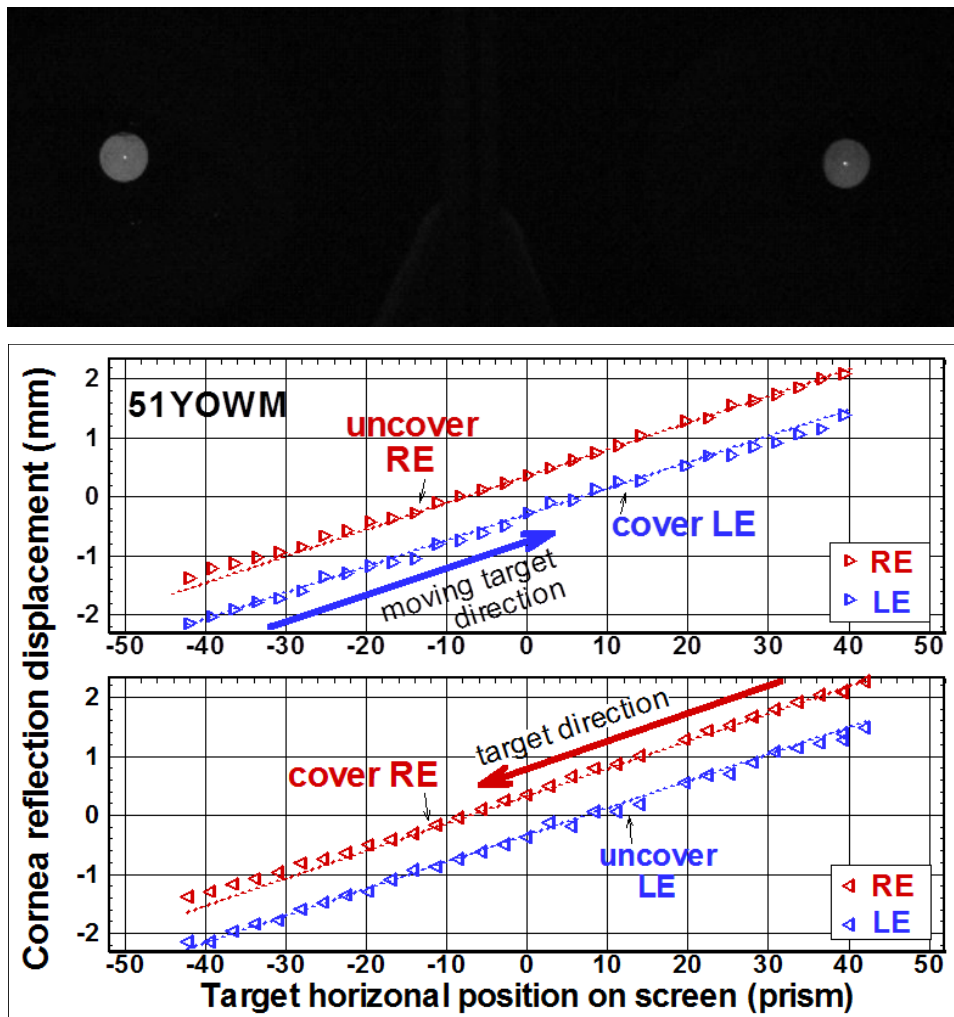 Cornea reflection displacement (mm)
2
1
0
-1
-2
51YOWM
uncover
RE
cover LE
moving target
direction
RE
LE
-50 -40 -30 -20 -10 0 10 20 30 40 50
2
1
0
-1
-2
target direction
cover RE
uncover
LE
RE
LE
-50 -40 -30 -20 -10 0 10 20 30 40 50
Target horizonal position on screen (prism)